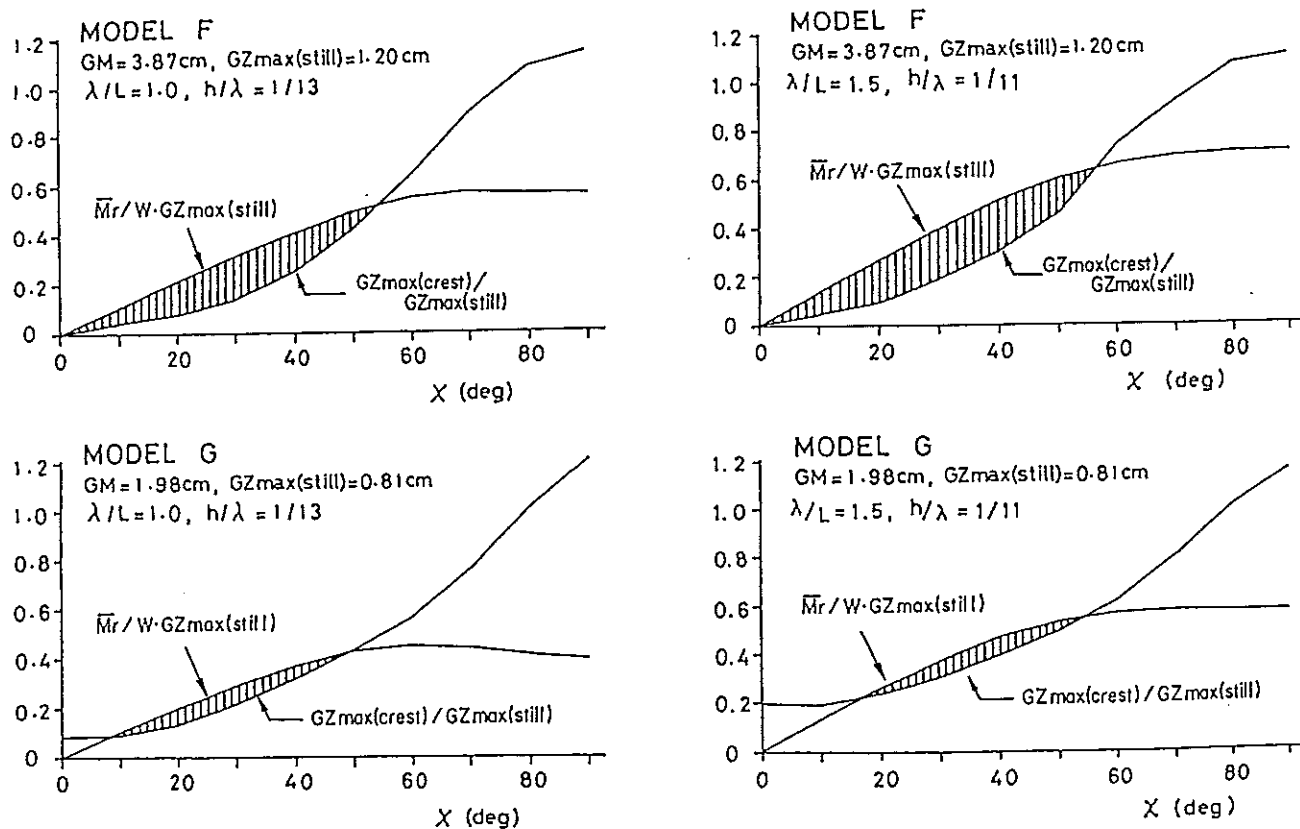 MODEL F
GM=3.87cm, GZmax(still)=1.20cm
λ/L=1.0, h/λ=1/13
1.2
1.0
0.8
0.6
0.4
0.2
0
M̅r/W·GZmax(still)
GZmax(crest)/
GZmax(still)
0 20 40 60 80
χ (deg)
MODEL F
GM=3.87cm, GZmax(still)=1.20cm
λ/L=1.5, h/λ=1/11
1.2
1.0
0.8
0.6
0.4
0.2
0
M̅r/W·GZmax(still)
GZmax(crest)/
GZmax(still)
0 20 40 60 80
χ (deg)
MODEL G
GM=1.98cm, GZmax(still)=0.81cm
λ/L=1.0, h/λ=1/13
1.2
1.0
0.8
0.6
0.4
0.2
0
M̅r/W·GZmax(still)
GZmax(crest)/GZmax(still)
0 20 40 60 80
χ (deg)
MODEL G
GM=1.98cm, GZmax(still)=0.81cm
λ/L=1.5, h/λ=1/11
1.2
1.0
0.8
0.6
0.4
0.2
0
M̅r/W·GZmax(still)
GZmax(crest)/GZmax(still)
0 20 40 60 80
χ (deg)